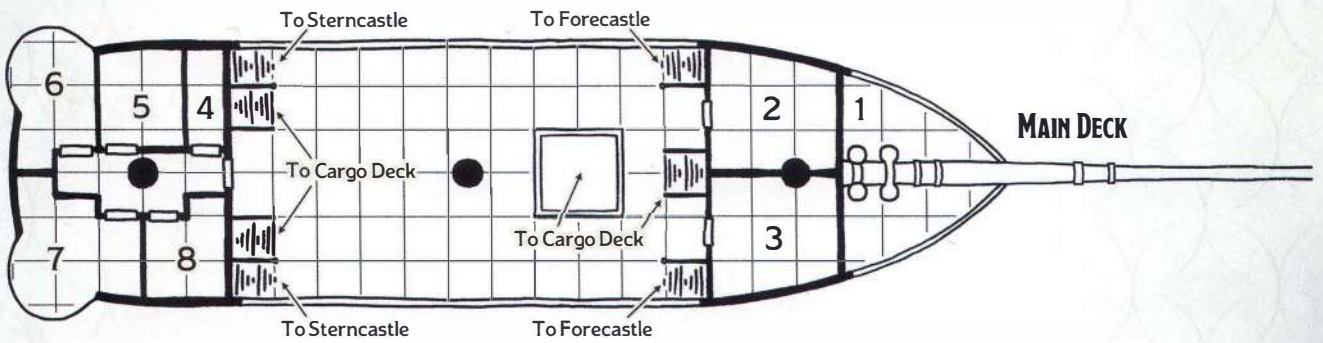 To Sterncastle
To Forecastle
6
5
4
2
1
MAIN DECK
To Cargo Deck
To Cargo Deck
7
8
3
To Sterncastle
To Forecastle